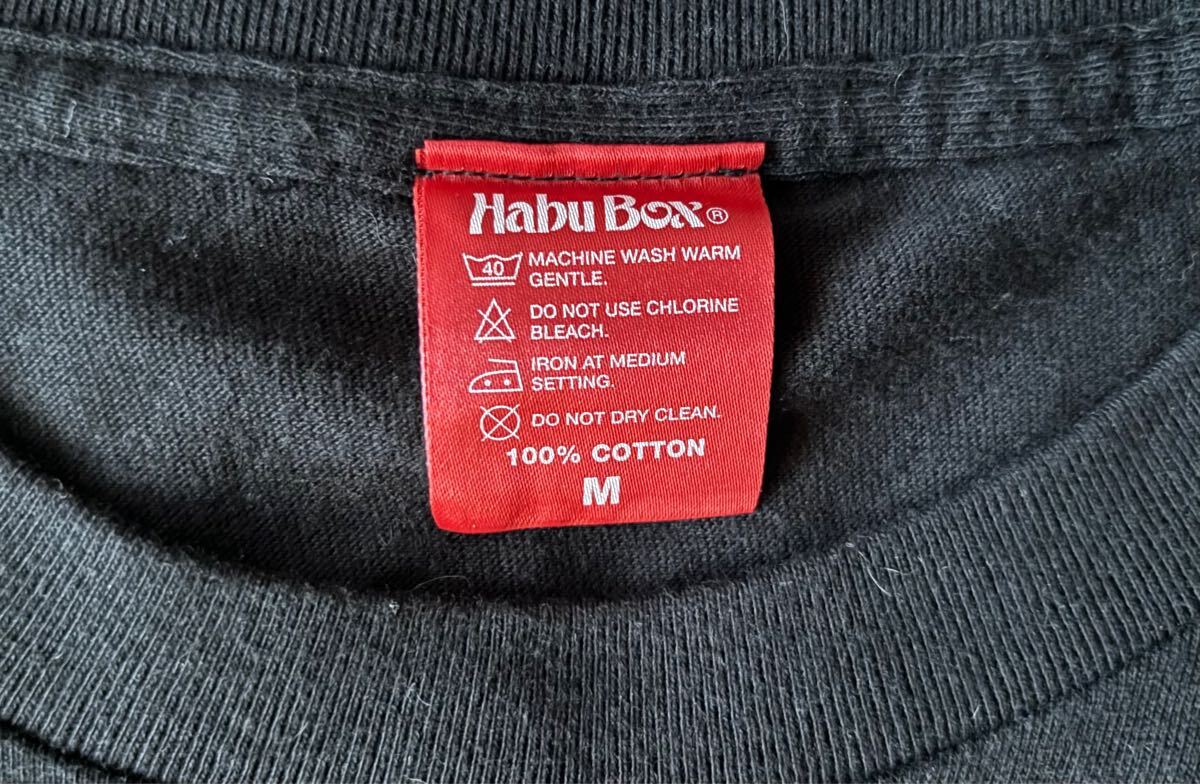 Habu Box®
40 MACHINE WASH WARM
GENTLE.
DO NOT USE CHLORINE
BLEACH.
IRON AT MEDIUM
SETTING.
DO NOT DRY CLEAN.
100% COTTON
M